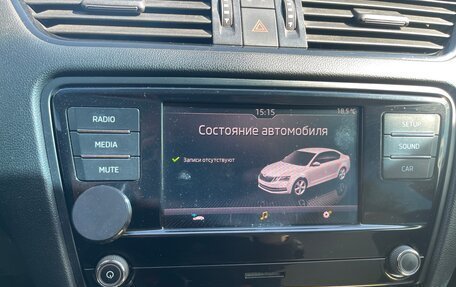 15:15
18,5°C
RADIO
Состояние автомобиля
SETUP
MEDIA
Записи отсутствуют
SOUND
MUTE
CAR